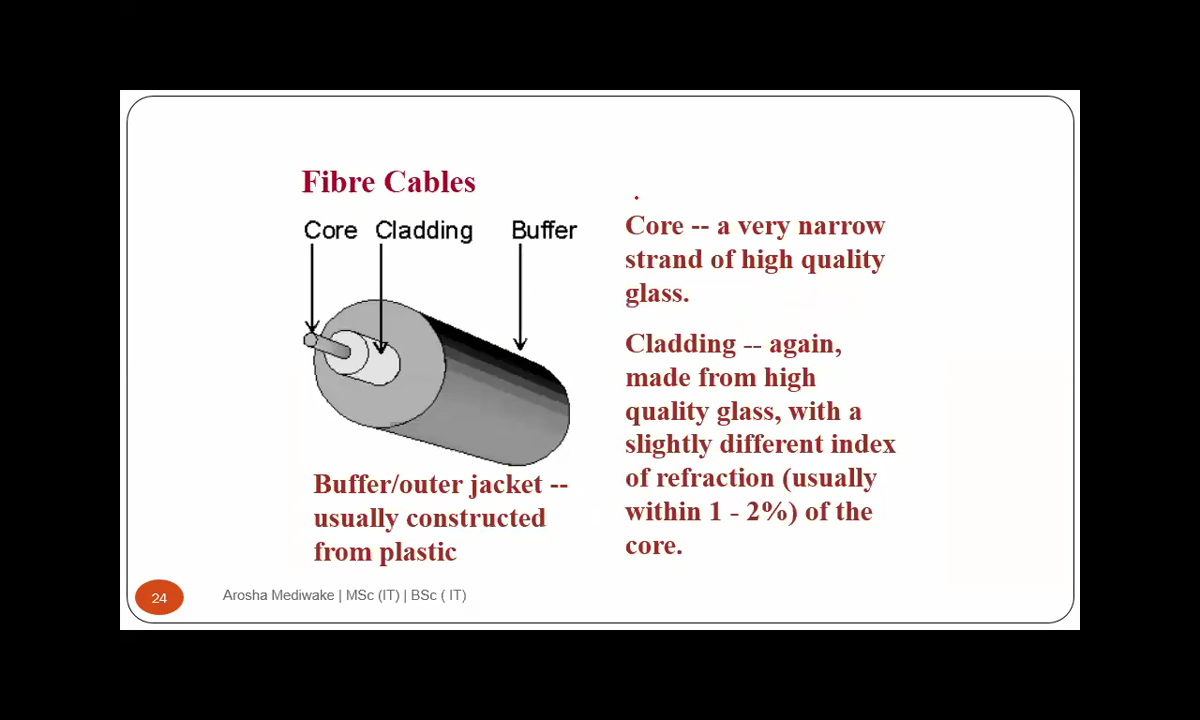 Fibre Cables
Core Cladding Buffer
Buffer/outer jacket --
usually constructed
from plastic
Core -- a very narrow
strand of high quality
glass.
Cladding -- again,
made from high
quality glass, with a
slightly different index
of refraction (usually
within 1 - 2%) of the
core.
24
Arosha Mediwake | MSc (IT) | BSc ( IT)